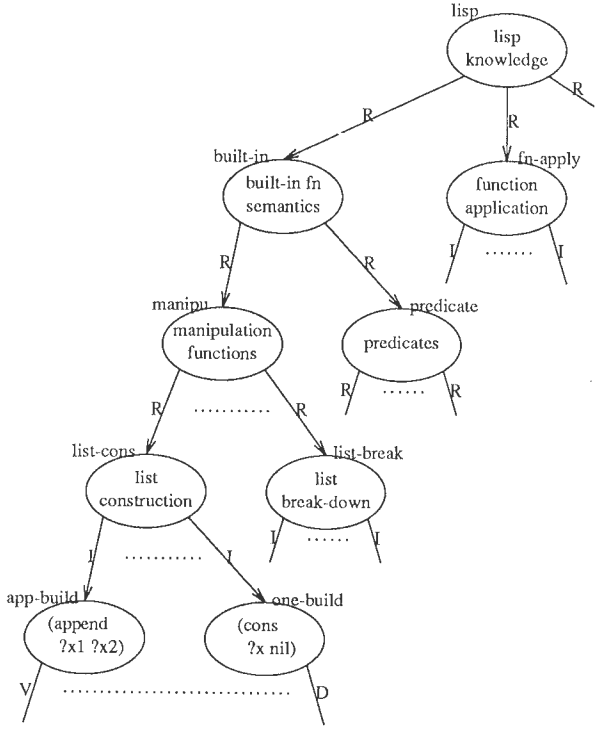 lisp
lisp
knowledge
R
R
R
built-in
built-in fn
semantics
fn-apply
function
application
R
R
I
.......
I
manipu
manipulation
functions
predicate
predicates
R
...........
R
R
......
R
list-cons
list
construction
list-break
list
break-down
I
...........
I
I
......
I
app-build
(append
?x1 ?x2)
one-build
(cons
?x nil)
V
..............................
D